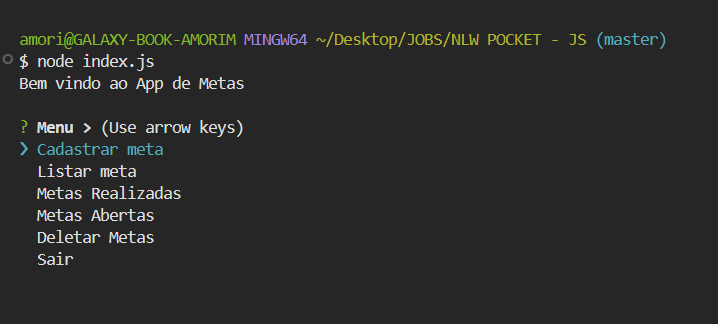 amori@GALAXY-BOOK-AMORIM MINGW64 ~/Desktop/JOBS/NLW POCKET - JS (master)
$ node index.js
Bem vindo ao App de Metas
? Menu > (Use arrow keys)
❯ Cadastrar meta
Listar meta
Metas Realizadas
Metas Abertas
Deletar Metas
Sair